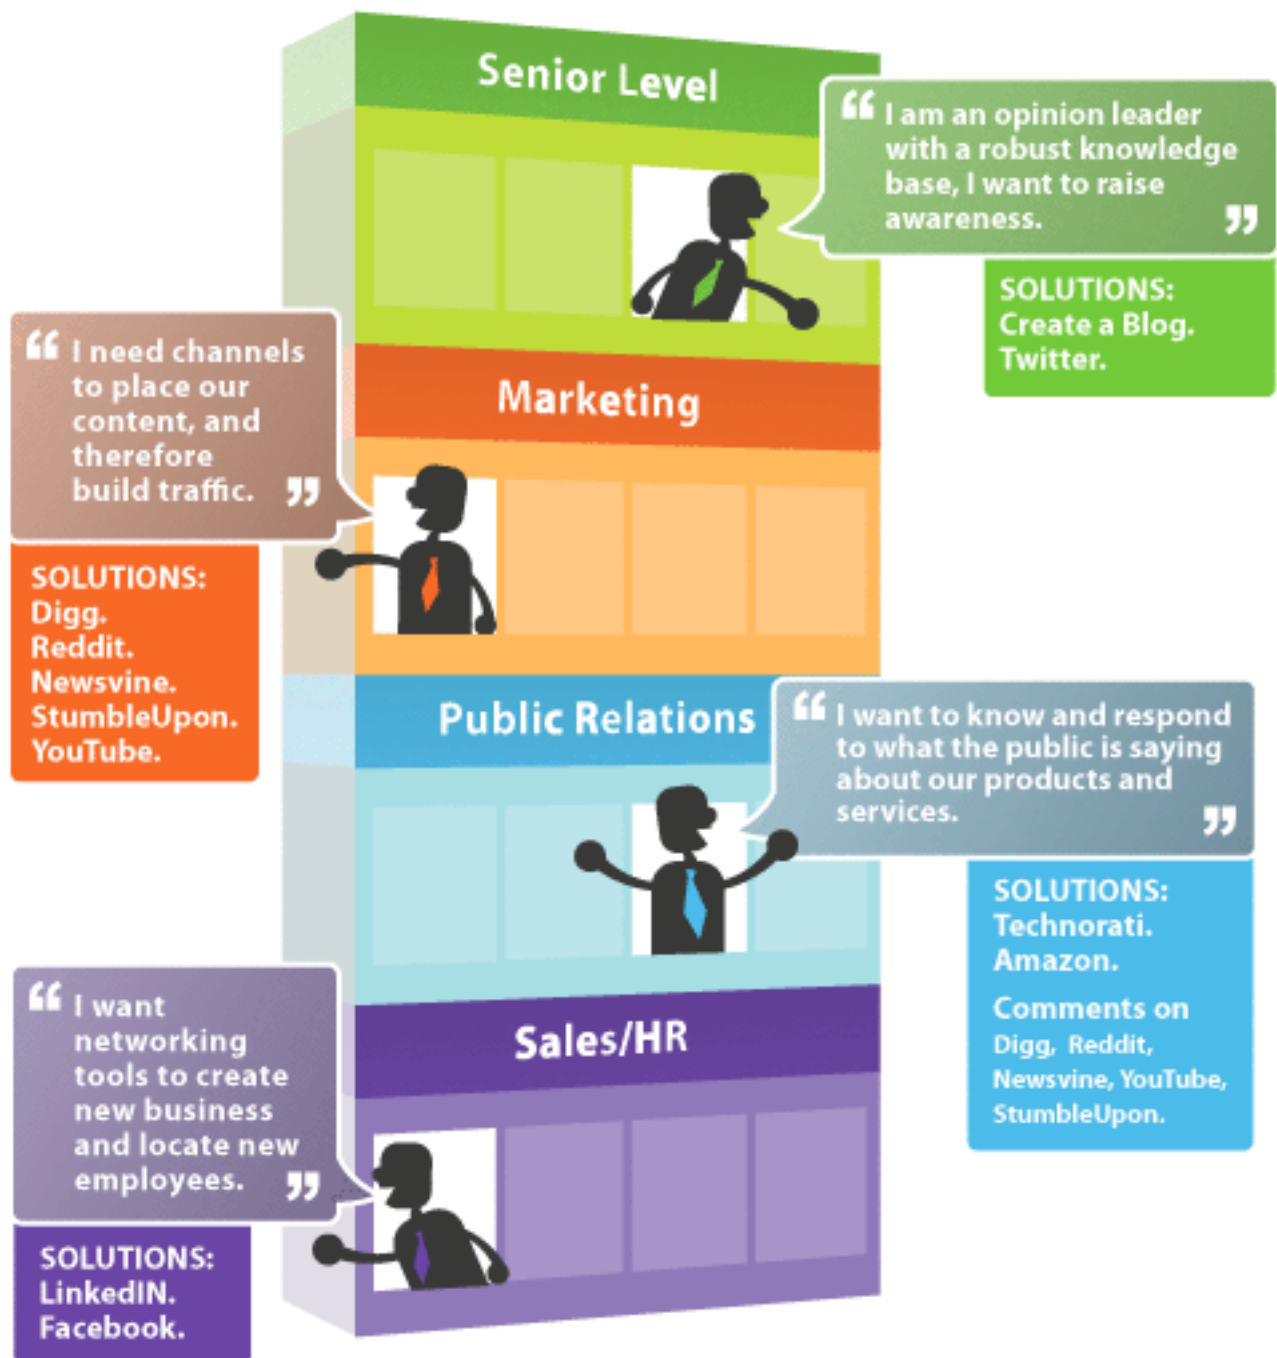 Senior Level
“ I am an opinion leader
with a robust knowledge
base, I want to raise
awareness. ”
SOLUTIONS:
Create a Blog.
Twitter.
Marketing
“ I need channels
to place our
content, and
therefore
build traffic. ”
SOLUTIONS:
Digg.
Reddit.
Newsvine.
StumbleUpon.
YouTube.
Public Relations
“ I want to know and respond
to what the public is saying
about our products and
services. ”
SOLUTIONS:
Technorati.
Amazon.
Comments on
Digg, Reddit,
Newsvine, YouTube,
StumbleUpon.
Sales/HR
“ I want
networking
tools to create
new business
and locate new
employees. ”
SOLUTIONS:
LinkedIN.
Facebook.